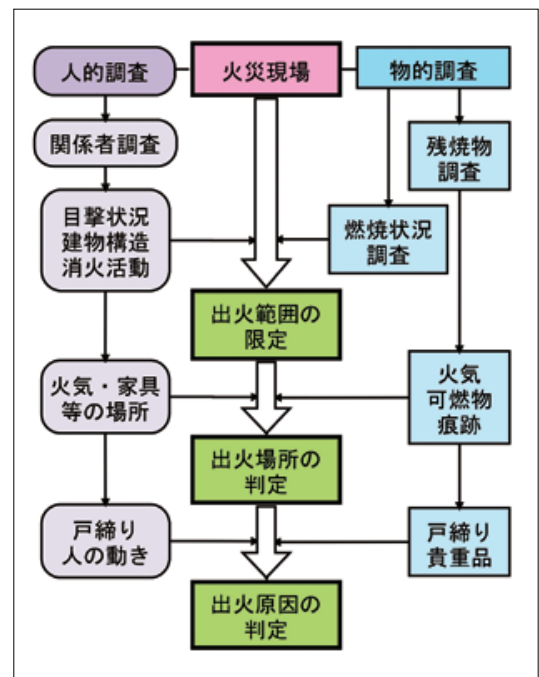 人的調査
火災現場
物的調査
関係者調査
残焼物
調査
目撃状況
建物構造
消火活動
燃焼状況
調査
出火範囲の
限定
火気・家具
等の場所
火気
可燃物
痕跡
出火場所の
判定
戸締り
人の動き
戸締り
貴重品
出火原因の
判定